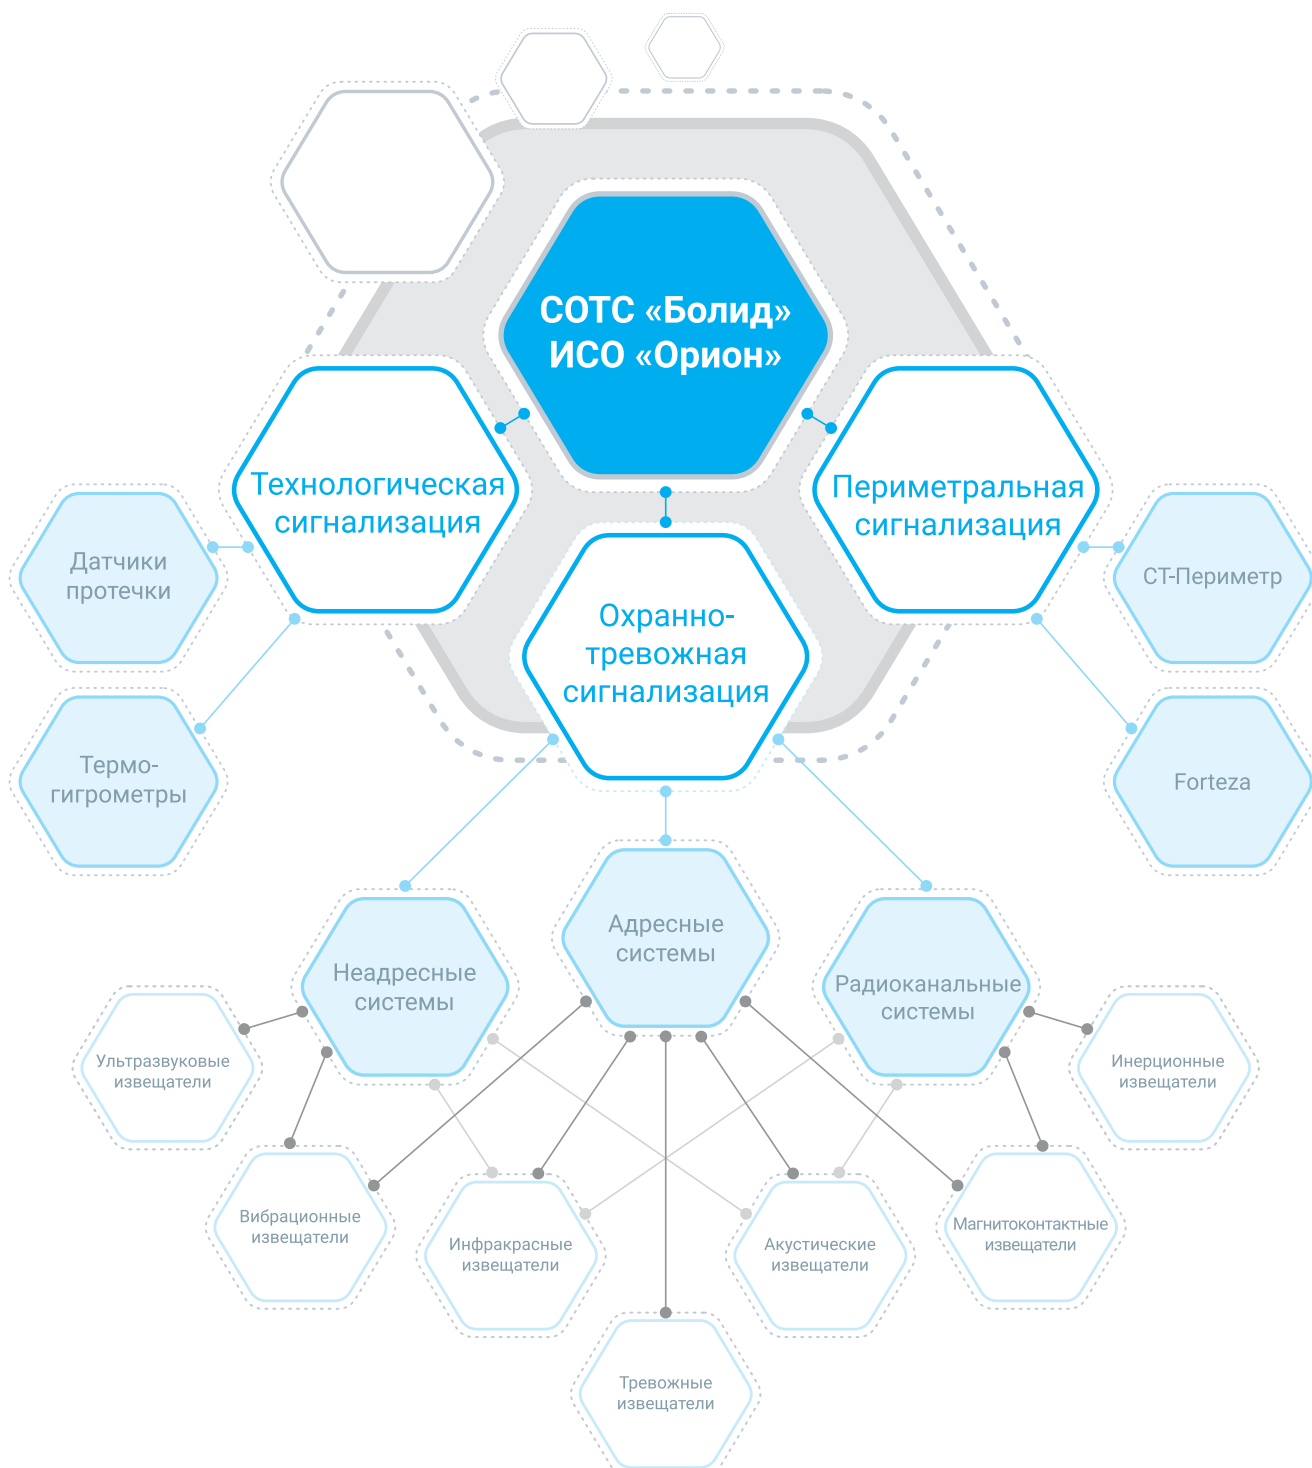 СОТС «Болид»
ИСО «Орион»
Технологическая
сигнализация
Периметральная
сигнализация
Охранно-
тревожная
сигнализация
Датчики
протечки
СТ-Периметр
Термо-
гигрометры
Forteza
Неадресные
системы
Адресные
системы
Радиоканальные
системы
Ультразвуковые
извещатели
Инерционные
извещатели
Вибрационные
извещатели
Инфракрасные
извещатели
Акустические
извещатели
Магнитоконтактные
извещатели
Тревожные
извещатели